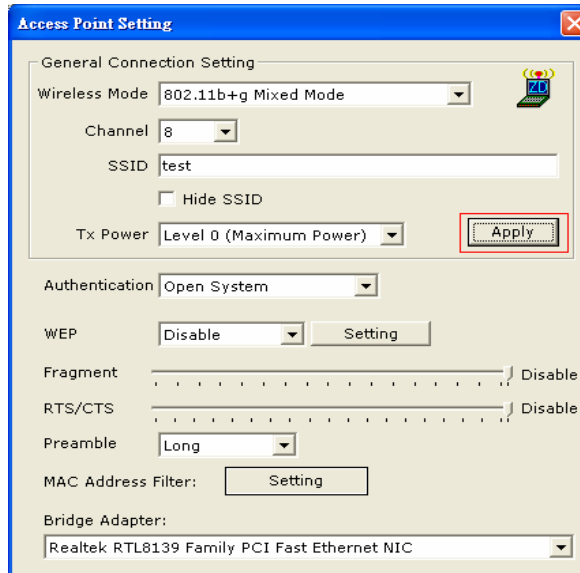 Access Point Setting
General Connection Setting
Wireless Mode 802.11b+g Mixed Mode
ZD
Channel 8
SSID test
Hide SSID
Tx Power Level 0 (Maximum Power) Apply
Authentication Open System
WEP Disable Setting
Fragment Disable
RTS/CTS Disable
Preamble Long
MAC Address Filter: Setting
Bridge Adapter:
Realtek RTL8139 Family PCI Fast Ethernet NIC